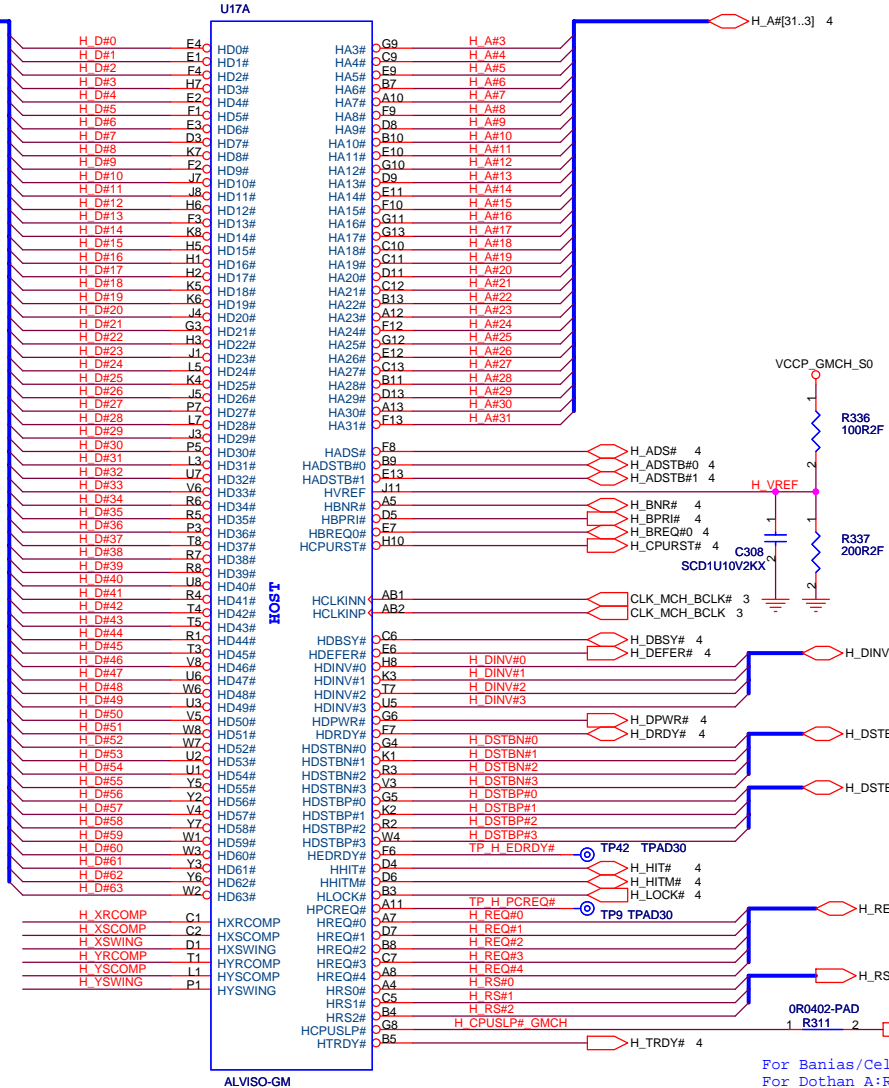 U17A
H_D#0 E4 HD0# HA3# G9 H_A#3 H_A#[31..3] 4
H_D#1 E1 HD1# HA4# C9 H_A#4
H_D#2 F4 HD2# HA5# E9 H_A#5
H_D#3 H7 HD3# HA6# B7 H_A#6
H_D#4 E2 HD4# HA7# A10 H_A#7
H_D#5 F1 HD5# HA8# F9 H_A#8
H_D#6 E3 HD6# HA9# D8 H_A#9
H_D#7 D3 HD7# HA10# B10 H_A#10
H_D#8 K7 HD8# HA11# E10 H_A#11
H_D#9 F2 HD9# HA12# G10 H_A#12
H_D#10 J7 HD10# HA13# D9 H_A#13
H_D#11 J8 HD11# HA14# E11 H_A#14
H_D#12 H6 HD12# HA15# F10 H_A#15
H_D#13 F3 HD13# HA16# G11 H_A#16
H_D#14 K8 HD14# HA17# G13 H_A#17
H_D#15 H5 HD15# HA18# C10 H_A#18
H_D#16 H1 HD16# HA19# C11 H_A#19
H_D#17 H2 HD17# HA20# D11 H_A#20
H_D#18 K5 HD18# HA21# C12 H_A#21
H_D#19 K6 HD19# HA22# B13 H_A#22
H_D#20 J4 HD20# HA23# A12 H_A#23
H_D#21 G3 HD21# HA24# F12 H_A#24
H_D#22 H3 HD22# HA25# G12 H_A#25
H_D#23 J1 HD23# HA26# E12 H_A#26
H_D#24 L5 HD24# HA27# C13 H_A#27 VCCP_GMCH_S0
H_D#25 K4 HD25# HA28# B11 H_A#28
H_D#26 J5 HD26# HA29# D13 H_A#29 1
H_D#27 P7 HD27# HA30# A13 H_A#30 R336
H_D#28 L7 HD28# HA31# F13 H_A#31 100R2F
H_D#29 J3 HD29#
H_D#30 P5 HD30# HADS# F8 H_ADS# 4
H_D#31 L3 HD31# HADSTB#0 B9 H_ADSTB#0 4 2
H_D#32 U7 HD32# HADSTB#1 E13 H_ADSTB#1 4
H_D#33 V6 HD33# HVREF J11 H_VREF
H_D#34 R6 HD34# HBNR# A5 H_BNR# 4
H_D#35 R5 HD35# HBPRI# D5 H_BPRI# 4 1 1
H_D#36 P3 HD36# HBREQ0# E7 H_BREQ#0 4 R337
H_D#37 T8 HD37# HCPURST# H10 H_CPURST# 4 200R2F
H_D#38 R7 HD38# C308 2
H_D#39 R8 HD39# SCD1U10V2KX
H_D#40 U8 HD40# 2
H_D#41 R4 HD41# HCLKINN AB1 CLK_MCH_BCLK# 3
H_D#42 T4 HD42# HCLKINP AB2 CLK_MCH_BCLK 3
HOST
H_D#43 T5 HD43#
H_D#44 R1 HD44# HDBSY# C6 H_DBSY# 4
H_D#45 T3 HD45# HDEFER# E6 H_DEFER# 4 H_DINV
H_D#46 V8 HD46# HDINV#0 H8 H_DINV#0
H_D#47 U6 HD47# HDINV#1 K3 H_DINV#1
H_D#48 W6 HD48# HDINV#2 T7 H_DINV#2
H_D#49 U3 HD49# HDINV#3 U5 H_DINV#3
H_D#50 V5 HD50# HDPWR# G6 H_DPWR# 4
H_D#51 W8 HD51# HDRDY# F7 H_DRDY# 4
H_D#52 W7 HD52# HDSTBN#0 G4 H_DSTBN#0
H_D#53 U2 HD53# HDSTBN#1 K1 H_DSTBN#1
H_D#54 U1 HD54# HDSTBN#2 R3 H_DSTBN#2
H_D#55 Y5 HD55# HDSTBN#3 V3 H_DSTBN#3
H_D#56 Y2 HD56# HDSTBP#0 G5 H_DSTBP#0
H_D#57 V4 HD57# HDSTBP#1 K2 H_DSTBP#1
H_D#58 Y7 HD58# HDSTBP#2 R2 H_DSTBP#2
H_D#59 W1 HD59# HDSTBP#3 W4 H_DSTBP#3
H_D#60 W3 HD60# HEDRDY# F6 TP_H_EDRDY# TP42 TPAD30
H_D#61 Y3 HD61# HHIT# D4 H_HIT# 4
H_D#62 Y6 HD62# HHITM# D6 H_HITM# 4
H_D#63 W2 HD63# HLOCK# B3 H_LOCK# 4
HPCREQ# A11 TP_H_PCREQ# TP9 TPAD30
H_XRCOMP C1 HXRCOMP HREQ#0 A7 H_REQ#0
H_XSCOMP C2 HXSCOMP HREQ#1 D7 H_REQ#1
H_XSWING D1 HXSWING HREQ#2 B8 H_REQ#2
H_YRCOMP T1 HYRCOMP HREQ#3 C7 H_REQ#3
H_YSCOMP L1 HYSCOMP HREQ#4 A8 H_REQ#4
H_YSWING P1 HYSWING HRS0# A4 H_RS#0
HRS1# C5 H_RS#1
HRS2# B4 H_RS#2 0R0402-PAD
HCPUSLP# G8 H_CPUSLP#_GMCH 1 R311 2
HTRDY# B5 H_TRDY# 4
ALVISO-GM
For Banias/Cel